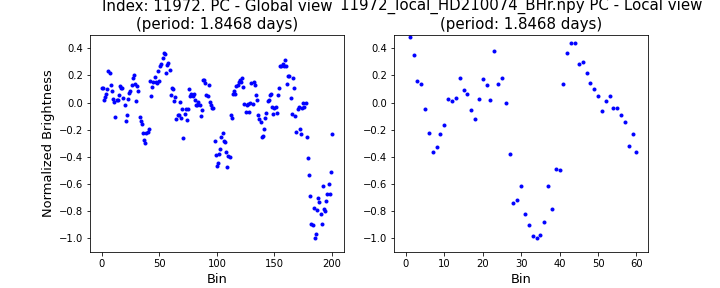 Index: 11972. PC - Global view
(period: 1.8468 days)
11972_local_HD210074_BHr.npy PC - Local view
(period: 1.8468 days)
Normalized Brightness
0.4
0.2
0.0
−0.2
−0.4
−0.6
−0.8
−1.0
0 50 100 150 200
Bin
0.4
0.2
0.0
−0.2
−0.4
−0.6
−0.8
−1.0
0 10 20 30 40 50 60
Bin